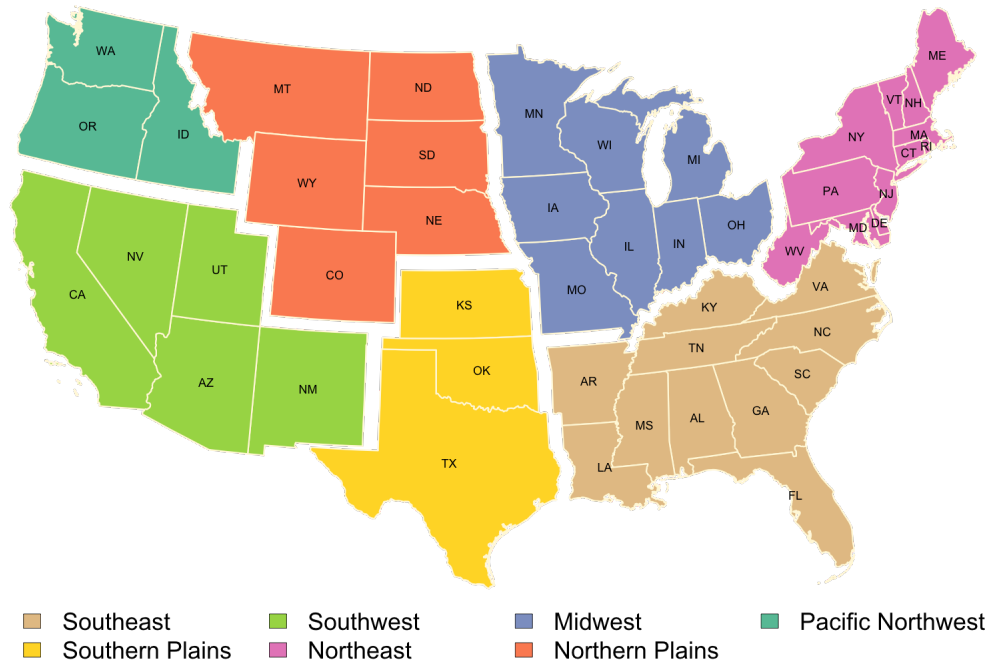 WA
MT
ND
ME
OR
ID
MN
VT
NH
WY
SD
WI
MI
NY
MA
CT
RI
NE
IA
PA
NJ
NV
UT
CO
IL
IN
OH
MD
DE
WV
CA
KS
MO
KY
VA
AZ
NM
OK
AR
TN
NC
SC
TX
LA
MS
AL
GA
FL
Southeast
Southwest
Midwest
Pacific Northwest
Southern Plains
Northeast
Northern Plains